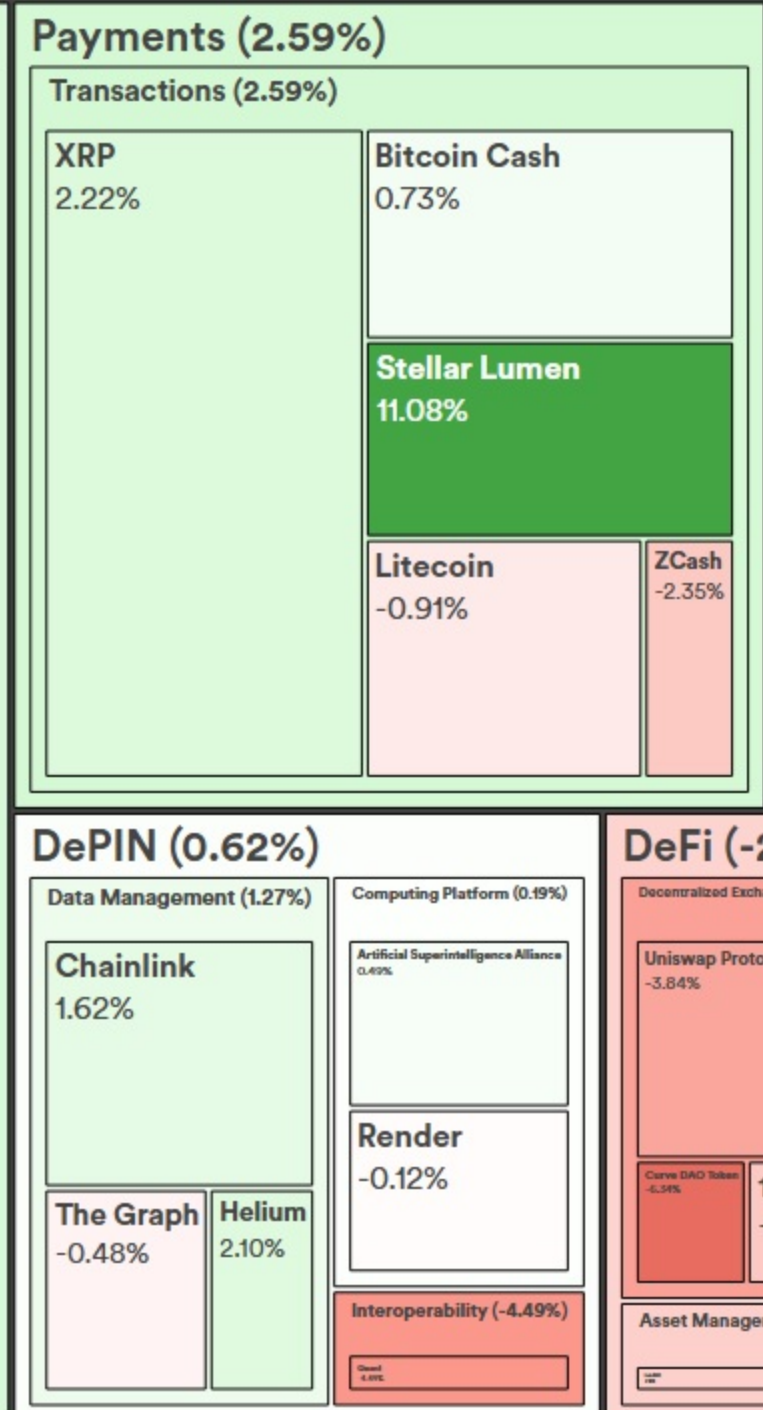 Payments (2.59%)
Transactions (2.59%)
XRP
2.22%
Bitcoin Cash
0.73%
Stellar Lumen
11.08%
Litecoin
-0.91%
ZCash
-2.35%
DePIN (0.62%)
Data Management (1.27%)
Chainlink
1.62%
The Graph
-0.48%
Helium
2.10%
Computing Platform (0.19%)
Artificial Superintelligence Alliance
0.49%
Render
-0.12%
Interoperability (-4.49%)
DeFi (-
Decentralized Exch
Uniswap Proto
-3.84%
Curve DAO Token
Asset Manage